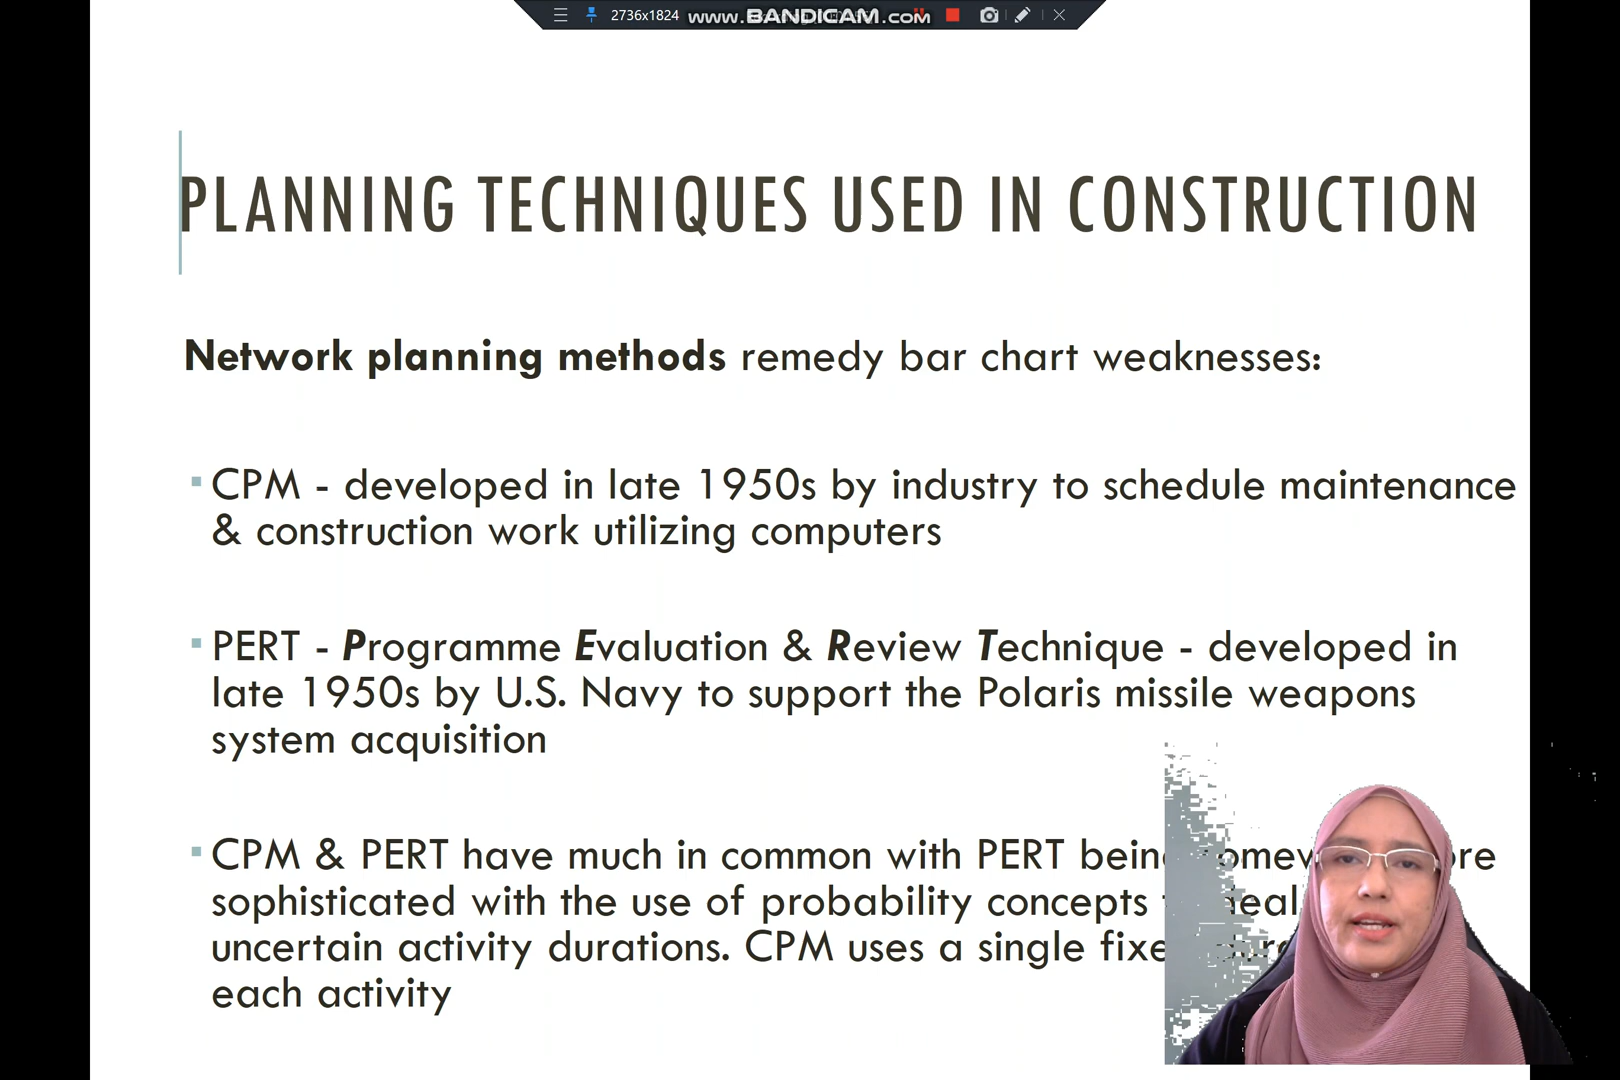 2736x1824 www.BANDICAM.com
PLANNING TECHNIQUES USED IN CONSTRUCTION
Network planning methods remedy bar chart weaknesses:
▪ CPM - developed in late 1950s by industry to schedule maintenance
& construction work utilizing computers
▪ PERT - Programme Evaluation & Review Technique - developed in
late 1950s by U.S. Navy to support the Polaris missile weapons
system acquisition
▪ CPM & PERT have much in common with PERT being
sophisticated with the use of probability concepts
uncertain activity durations. CPM uses a single
each activity